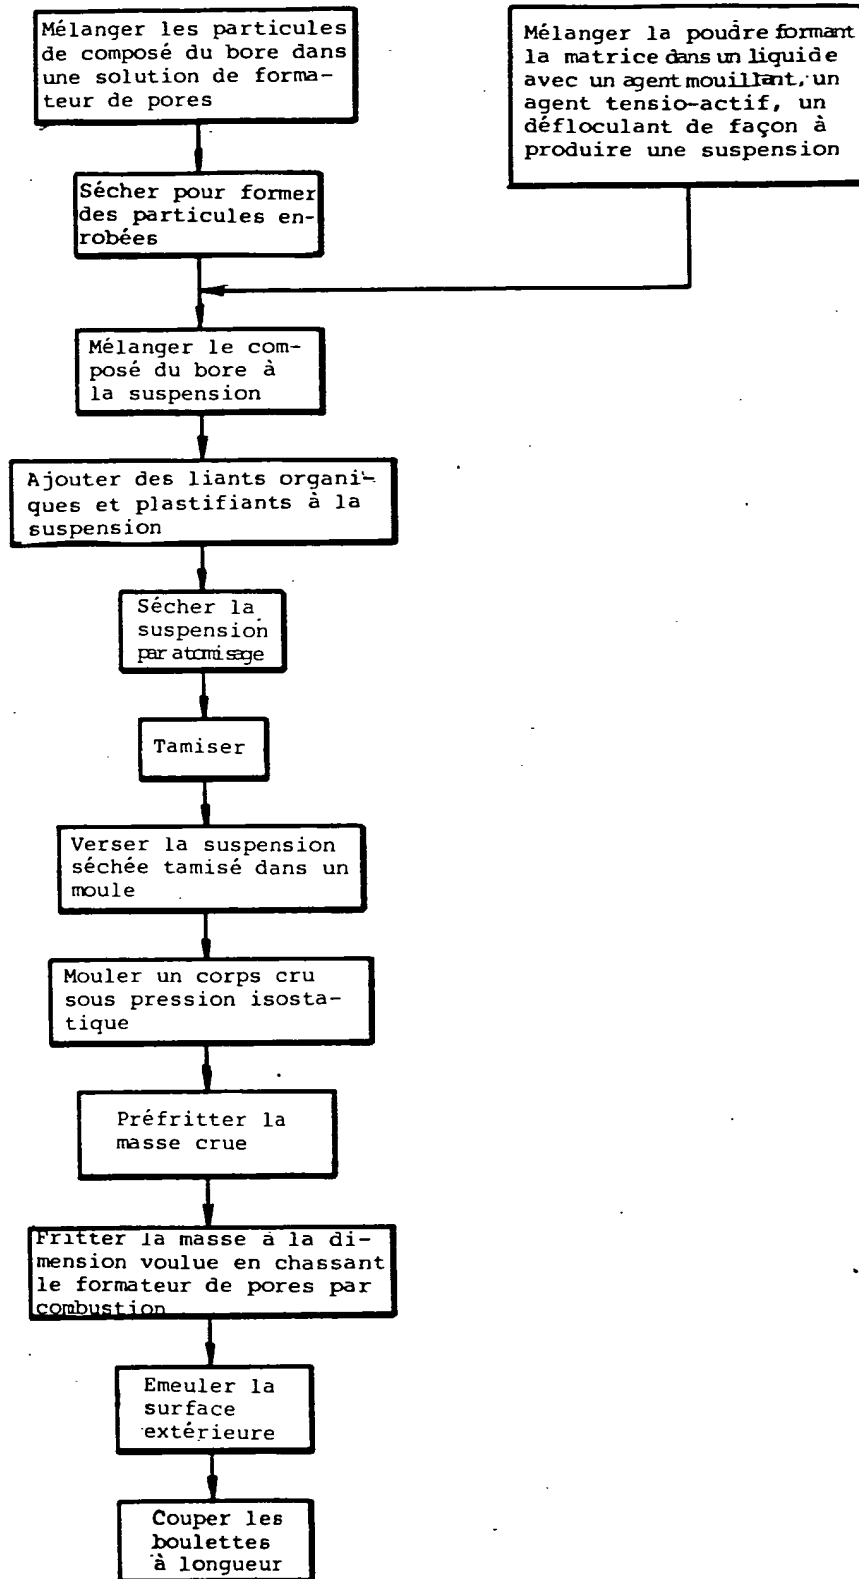 Mélanger les particules
de composé du bore dans
une solution de forma-
teur de pores
Mélanger la poudre formant
la matrice dans un liquide
avec un agent mouillant, un
agent tensio-actif, un
défloculant de façon à
produire une suspension
Sécher pour former
des particules en-
robées
Mélanger le com-
posé du bore à
la suspension
Ajouter des liants organi-
ques et plastifiants à la
suspension
Sécher la
suspension
par atomisage
Tamiser
Verser la suspension
séchée tamisé dans un
moule
Mouler un corps cru
sous pression isosta-
tique
Préfritter la
masse crue
Fritter la masse à la di-
mension voulue en chassant
le formateur de pores par
combustion
Emeuler la
surface
extérieure
Couper les
boulettes
à longueur